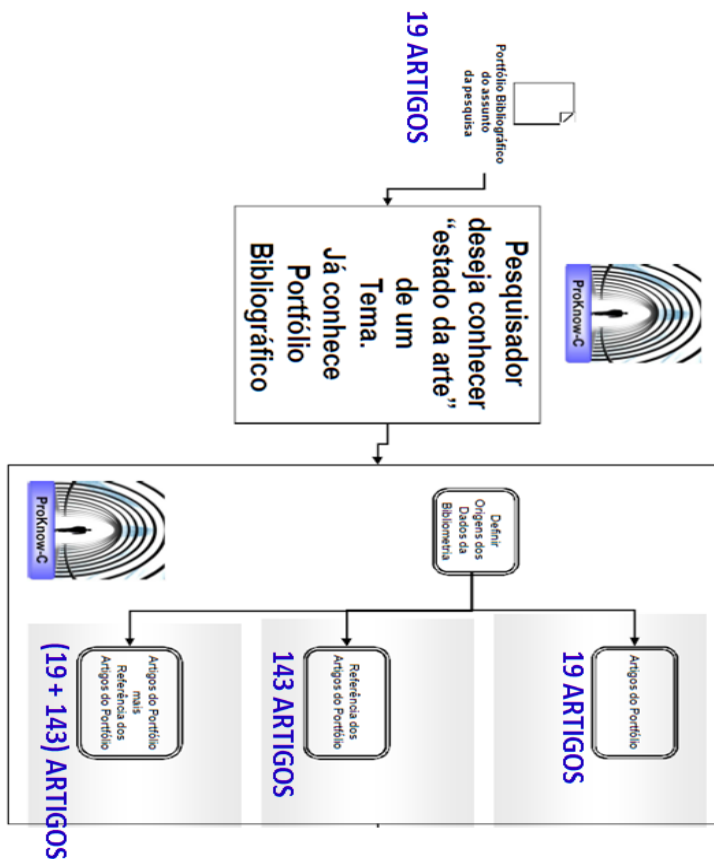 Portfólio Bibliográfico
do assunto
da pesquisa
19 ARTIGOS
ProKnow-C
Pesquisador
deseja conhecer
“estado da arte”
de um
Tema.
Já conhece
Portfólio
Bibliográfico
Definir
Origens dos
Dados da
Bibliometria
ProKnow-C
Artigos do Portfólio
19 ARTIGOS
Referência dos
Artigos do Portfólio
143 ARTIGOS
Artigos do Portfólio
mais
Referência dos
Artigos do Portfólio
(19 + 143) ARTIGOS